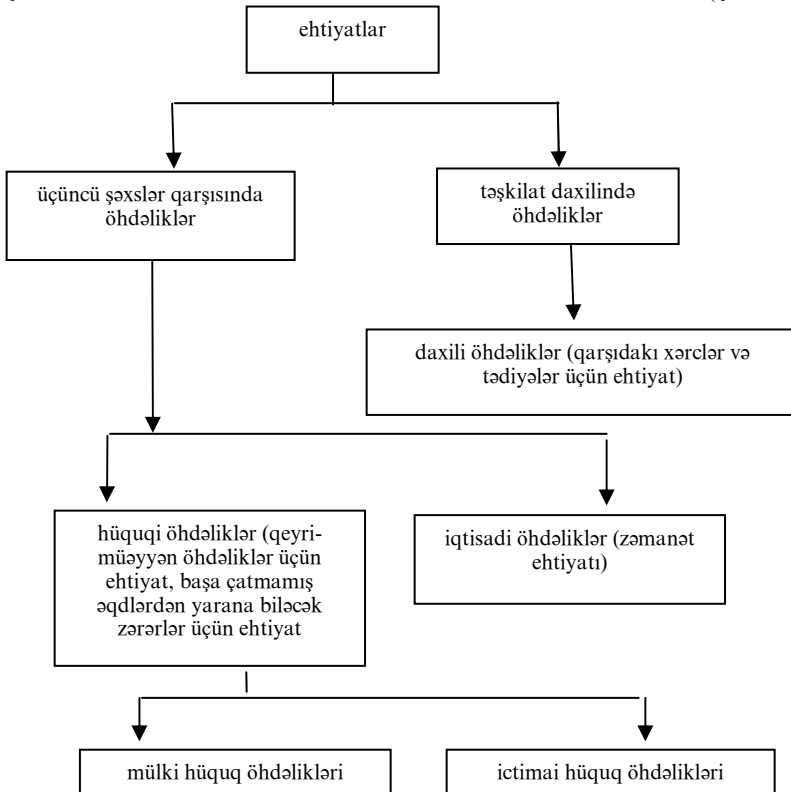 ehtiyatlar
üçüncü şəxslər qarşısında
öhdəliklər
təşkilat daxilində
öhdəliklər
daxili öhdəliklər (qarşıdakı xərclər və
tədiyələr üçün ehtiyat)
hüquqi öhdəliklər (qeyri-
müəyyən öhdəliklər üçün
ehtiyat, başa çatmamış
əqdlərdən yarana biləcək
zərərlər üçün ehtiyat
iqtisadi öhdəliklər (zəmanət
ehtiyatı)
mülki hüquq öhdəlikləri
ictimai hüquq öhdəlikləri